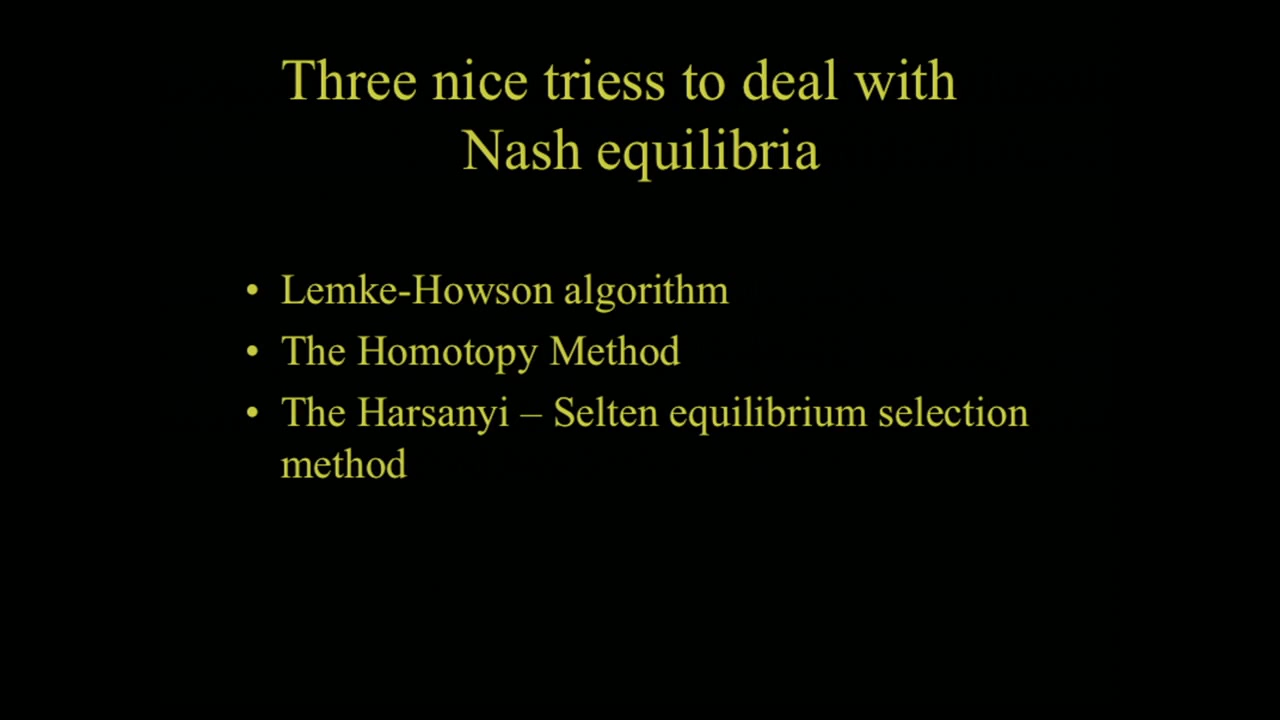 Three nice triess to deal with
Nash equilibria
• Lemke-Howson algorithm
• The Homotopy Method
• The Harsanyi – Selten equilibrium selection
method